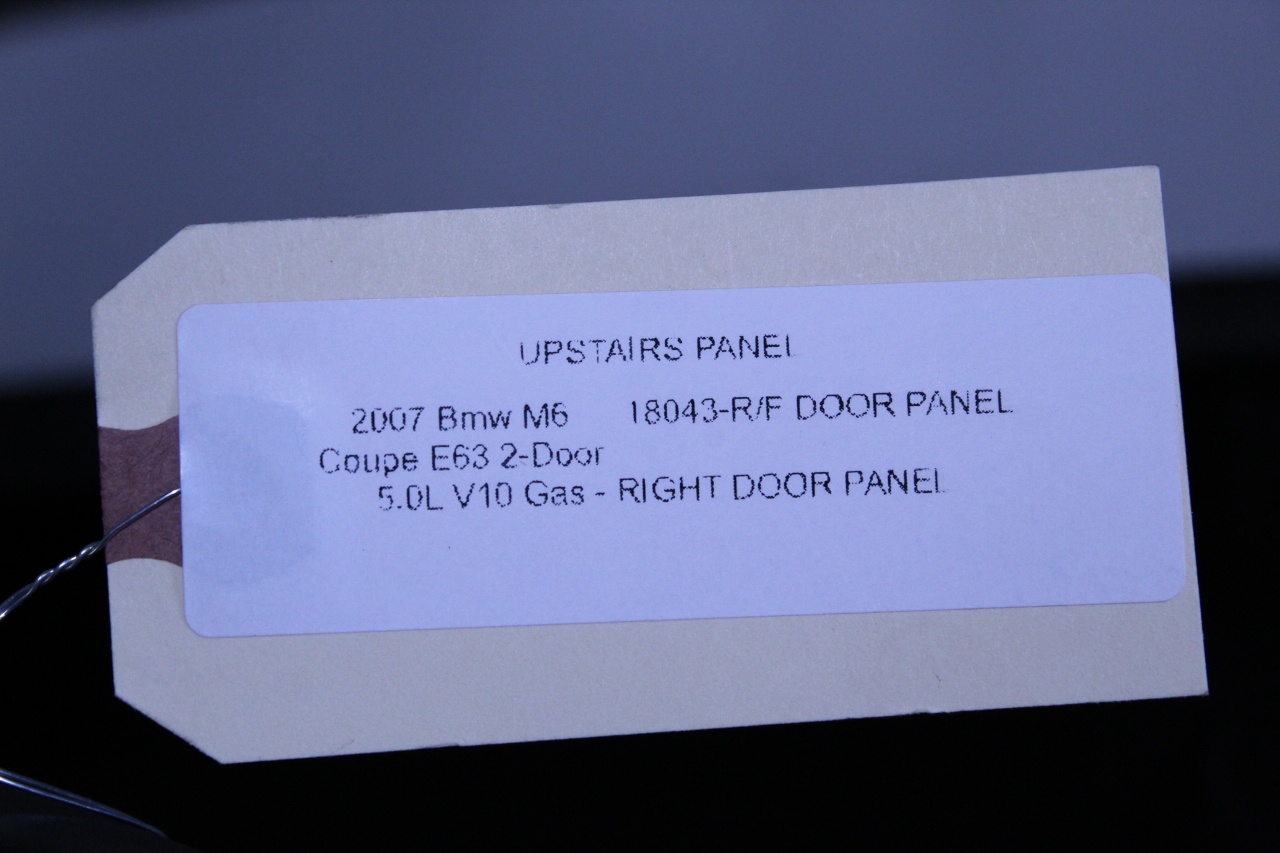 UPSTAIRS PANEL
2007 Bmw M6 18043-R/F DOOR PANEL
Coupe E63 2-Door
5.0L V10 Gas - RIGHT DOOR PANEL